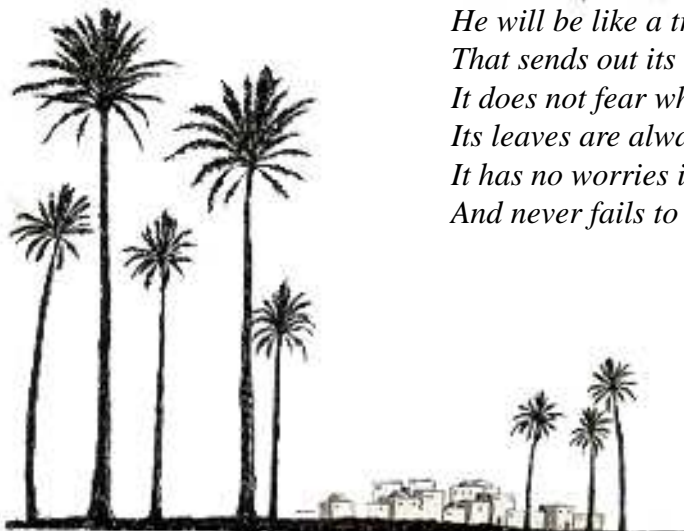 He will be like a
That sends out its
It does not fear
Its leaves are
It has no worries
And never fails to